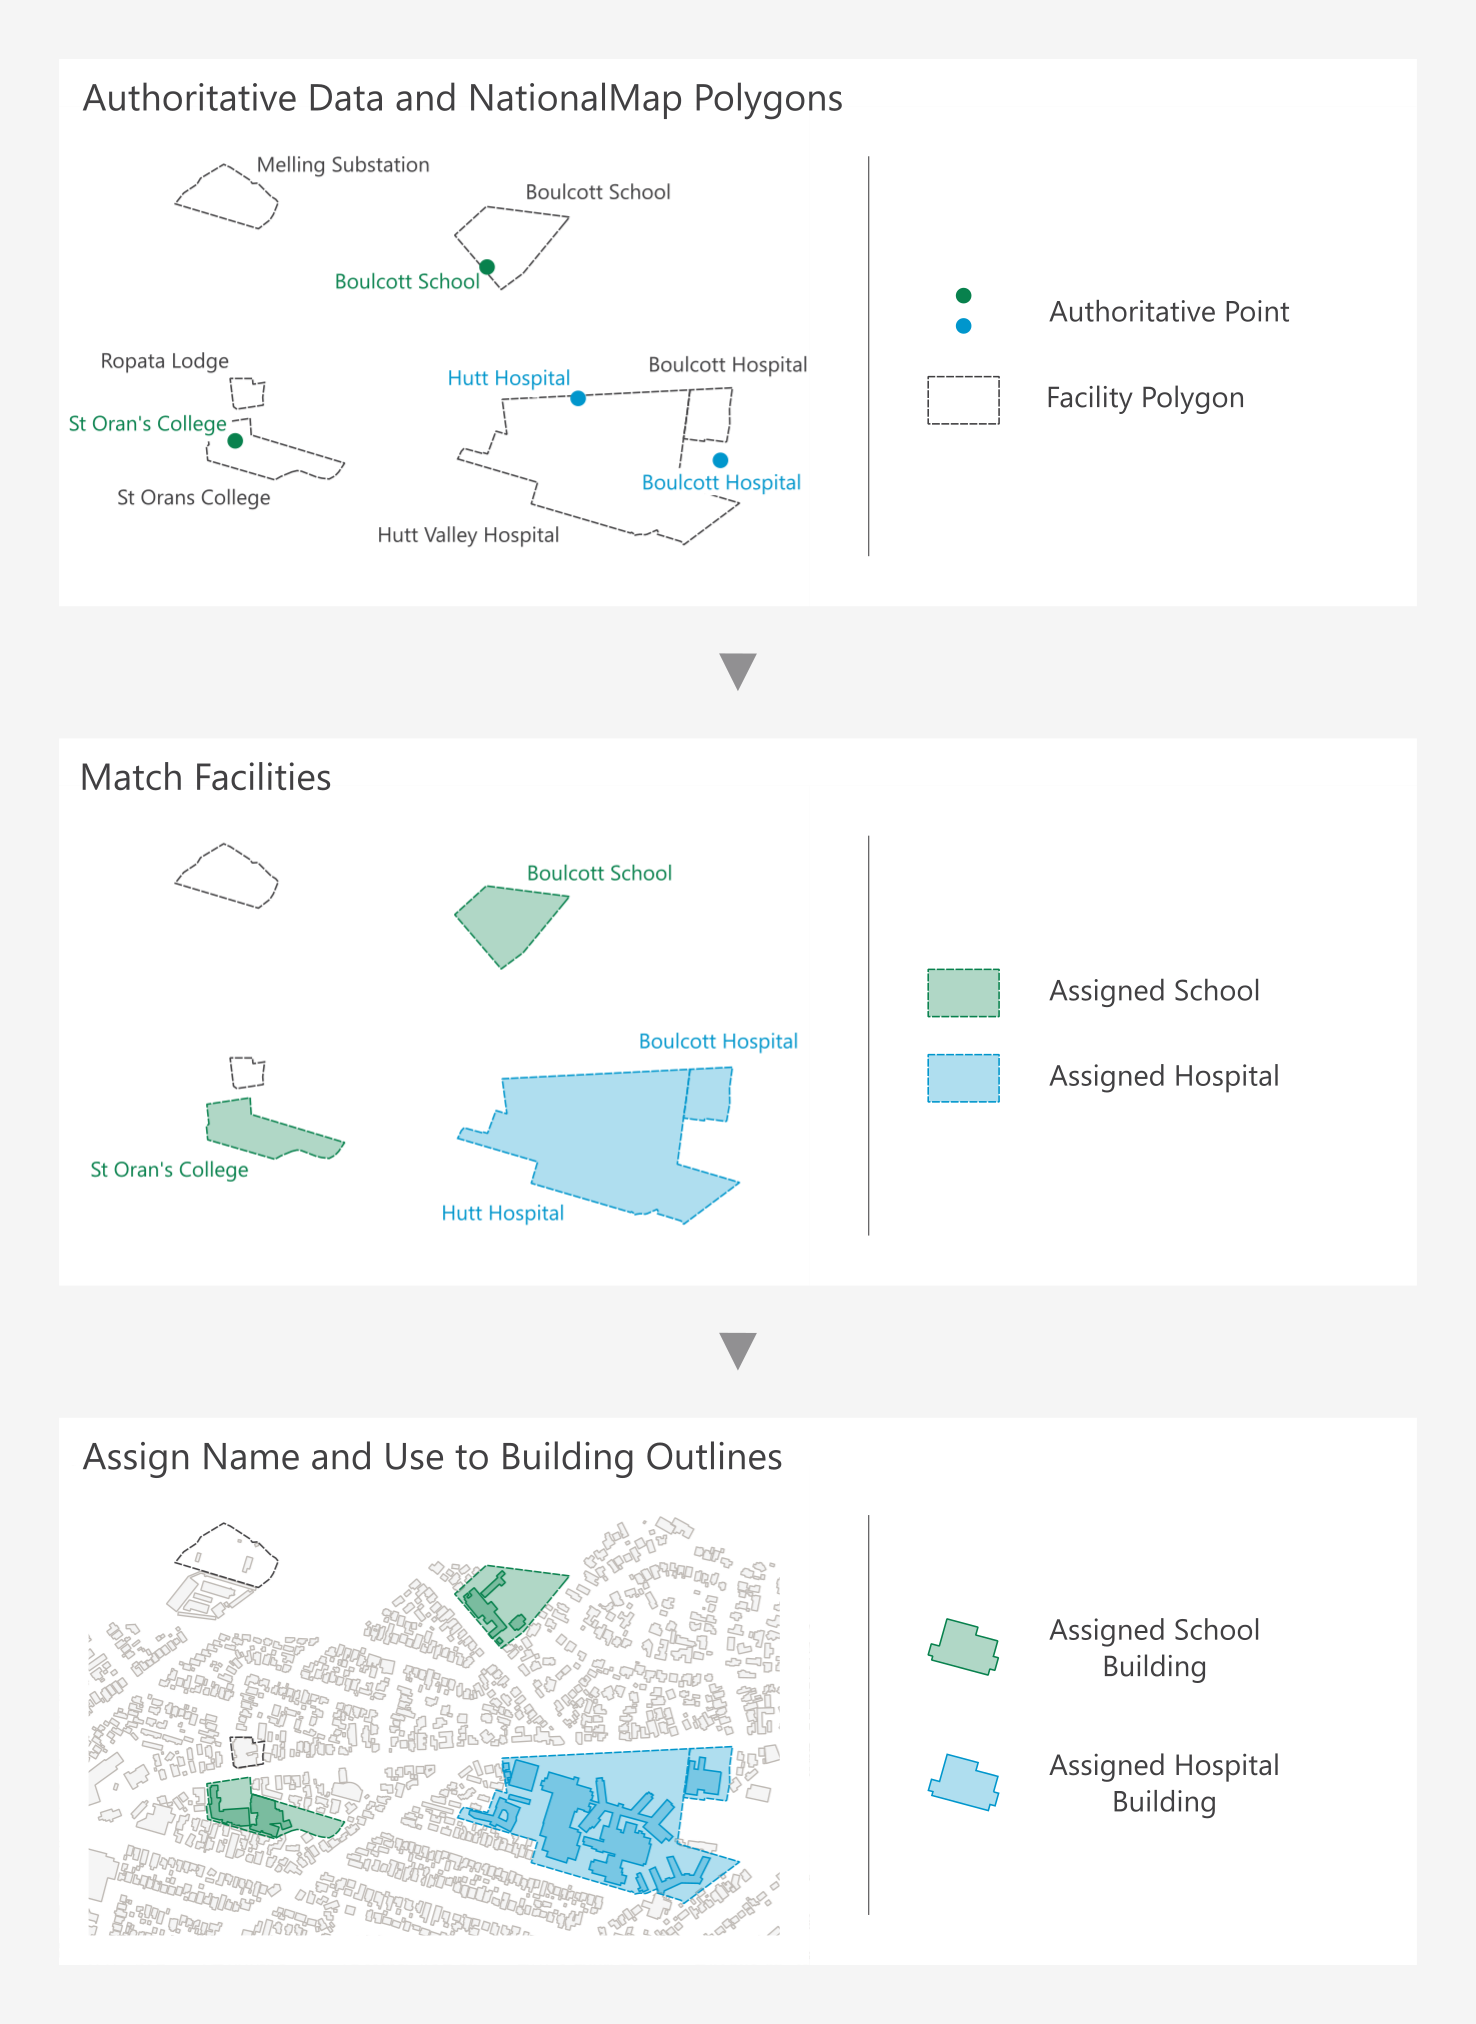 Authoritative Data and NationalMap Polygons
Melling Substation
Boulcott School
Boulcott School
Ropata Lodge
Boulcott Hospital
Hutt Hospital
St Oran's College
Boulcott Hospital
St Orans College
Hutt Valley Hospital
Authoritative Point
Facility Polygon
Match Facilities
Boulcott School
Boulcott Hospital
St Oran's College
Hutt Hospital
Assigned School
Assigned Hospital
Assign Name and Use to Building Outlines
Assigned School
Building
Assigned Hospital
Building